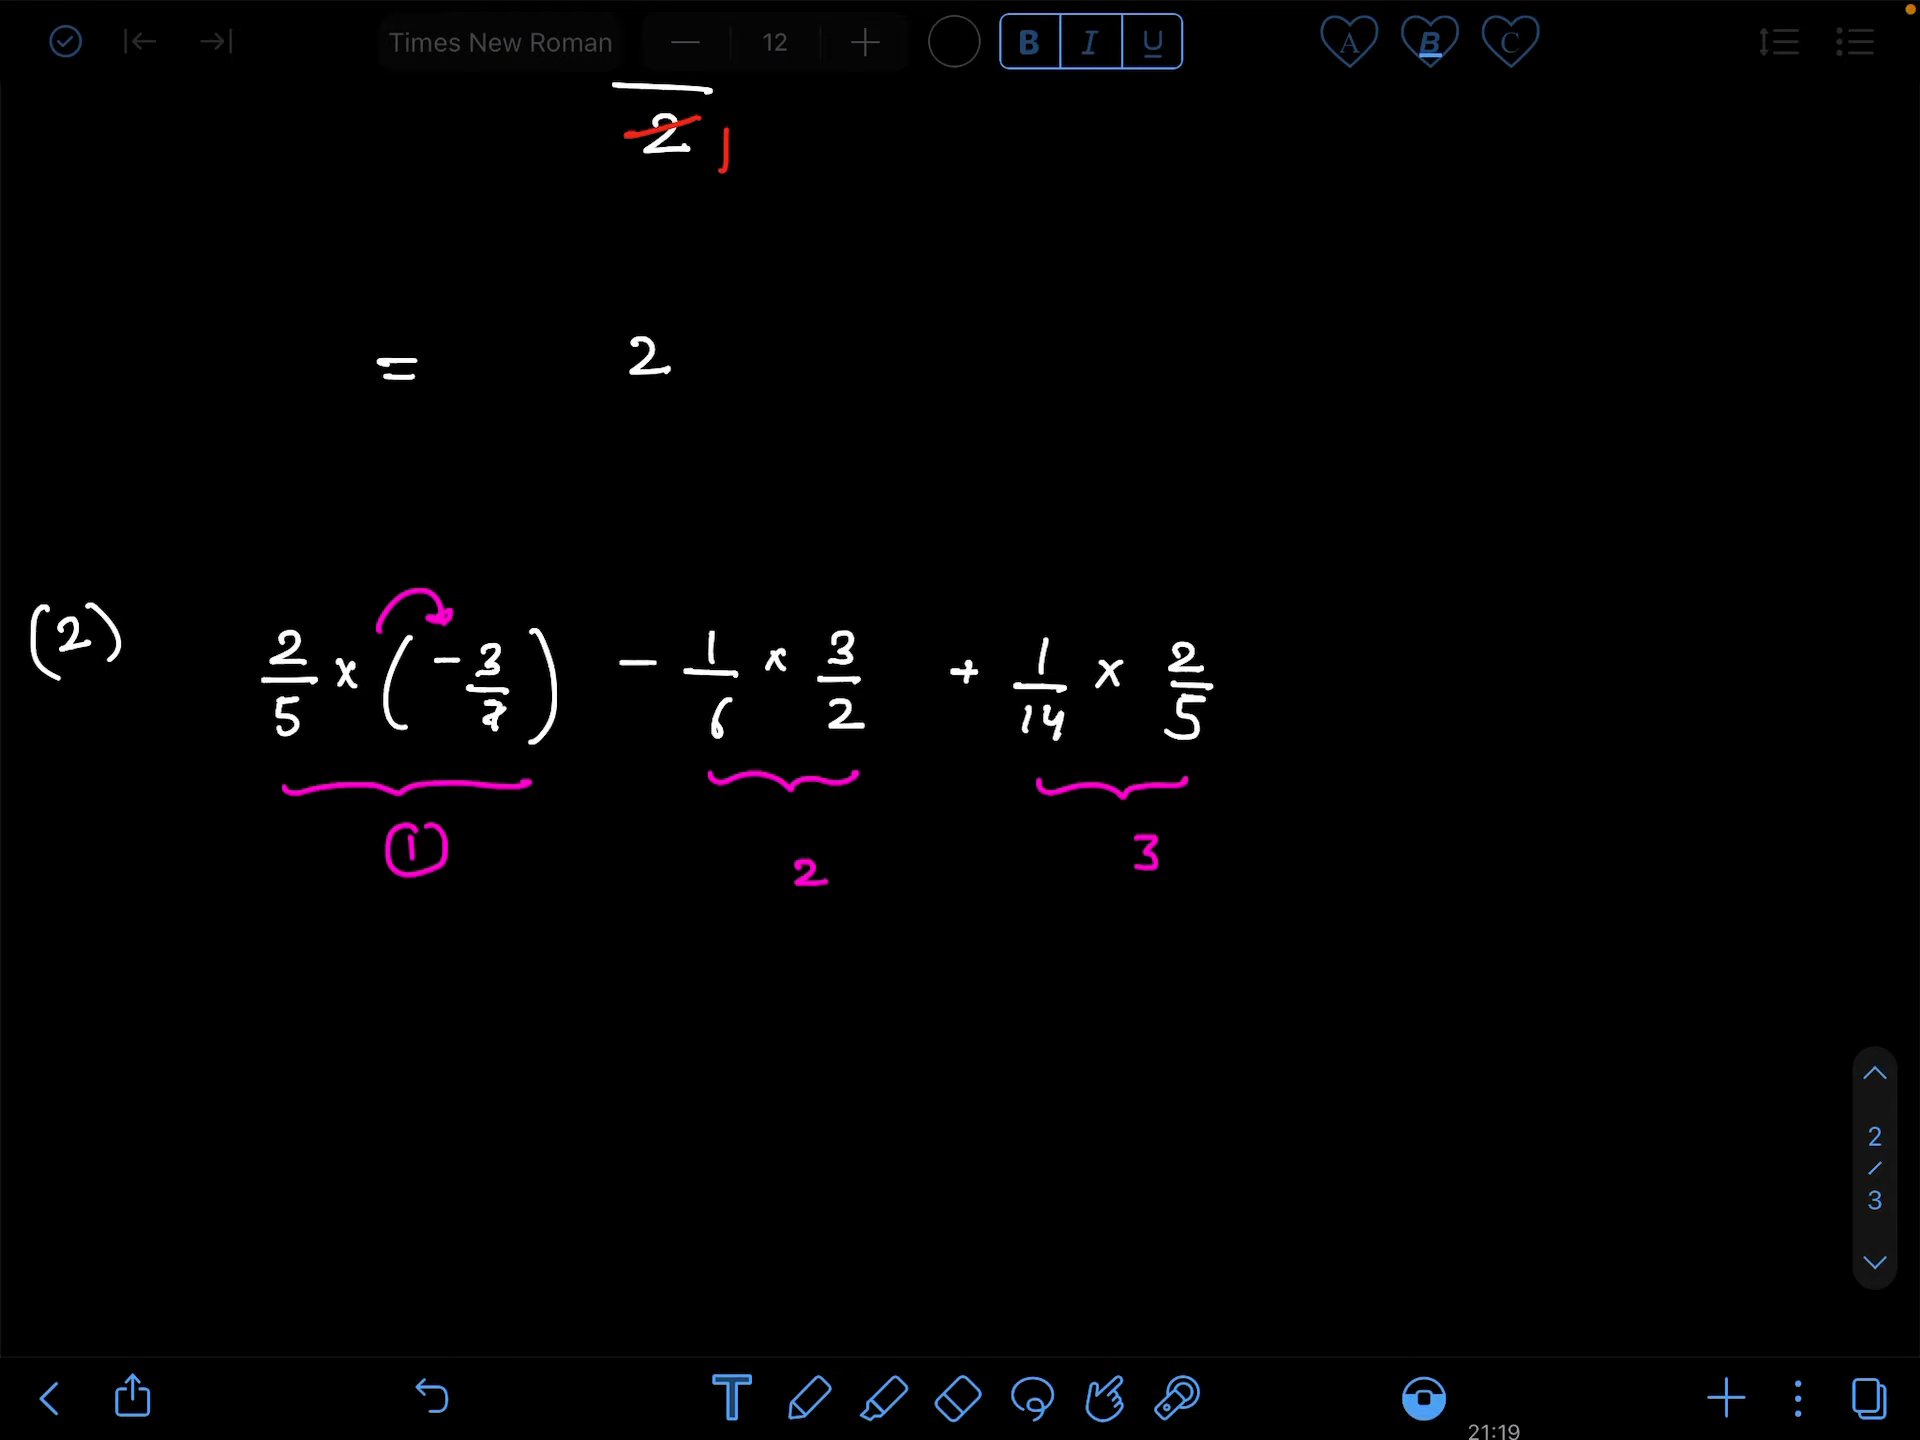 Times New Roman — 12 + B I U A B C
2 1
= 2
(2) 2/5 × (-3/7) - 1/6 × 3/2 + 1/14 × 2/5
1 2 3
2 / 3
T
21:19